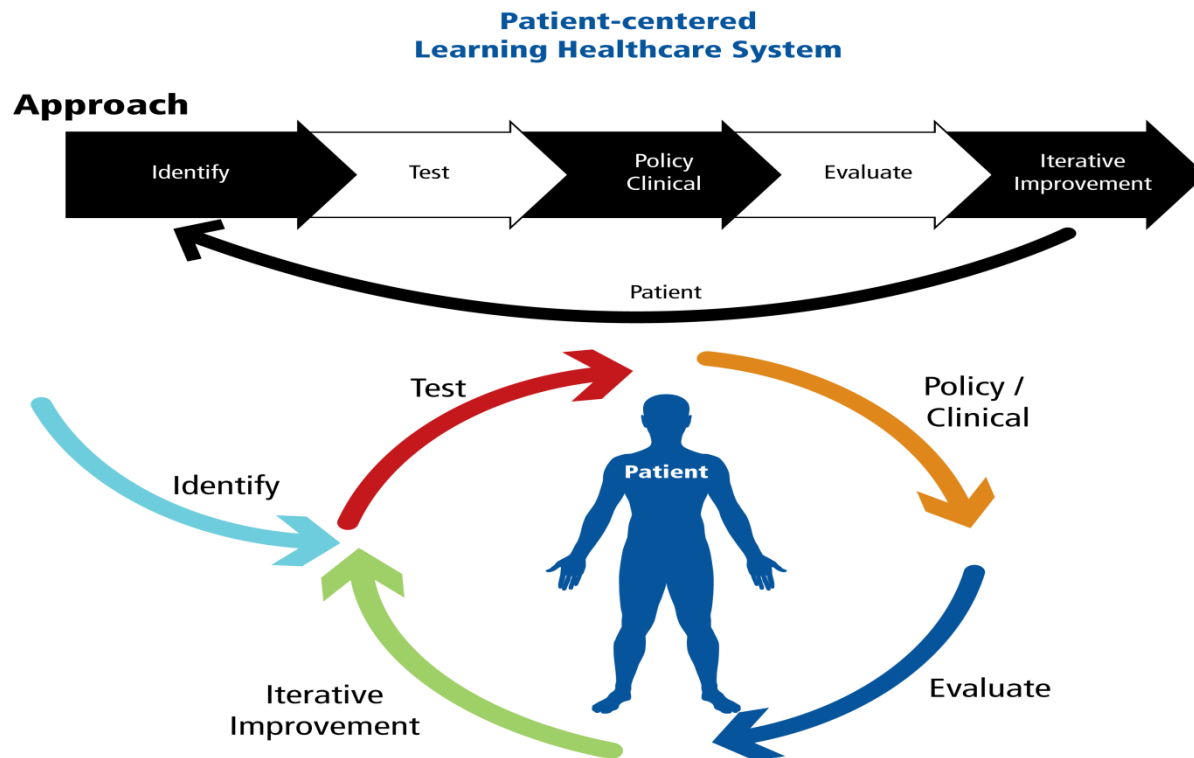 Patient-centered
Learning Healthcare System
Approach
Identify
Test
Policy
Clinical
Evaluate
Iterative
Improvement
Patient
Test
Policy /
Clinical
Identify
Patient
Iterative
Improvement
Evaluate